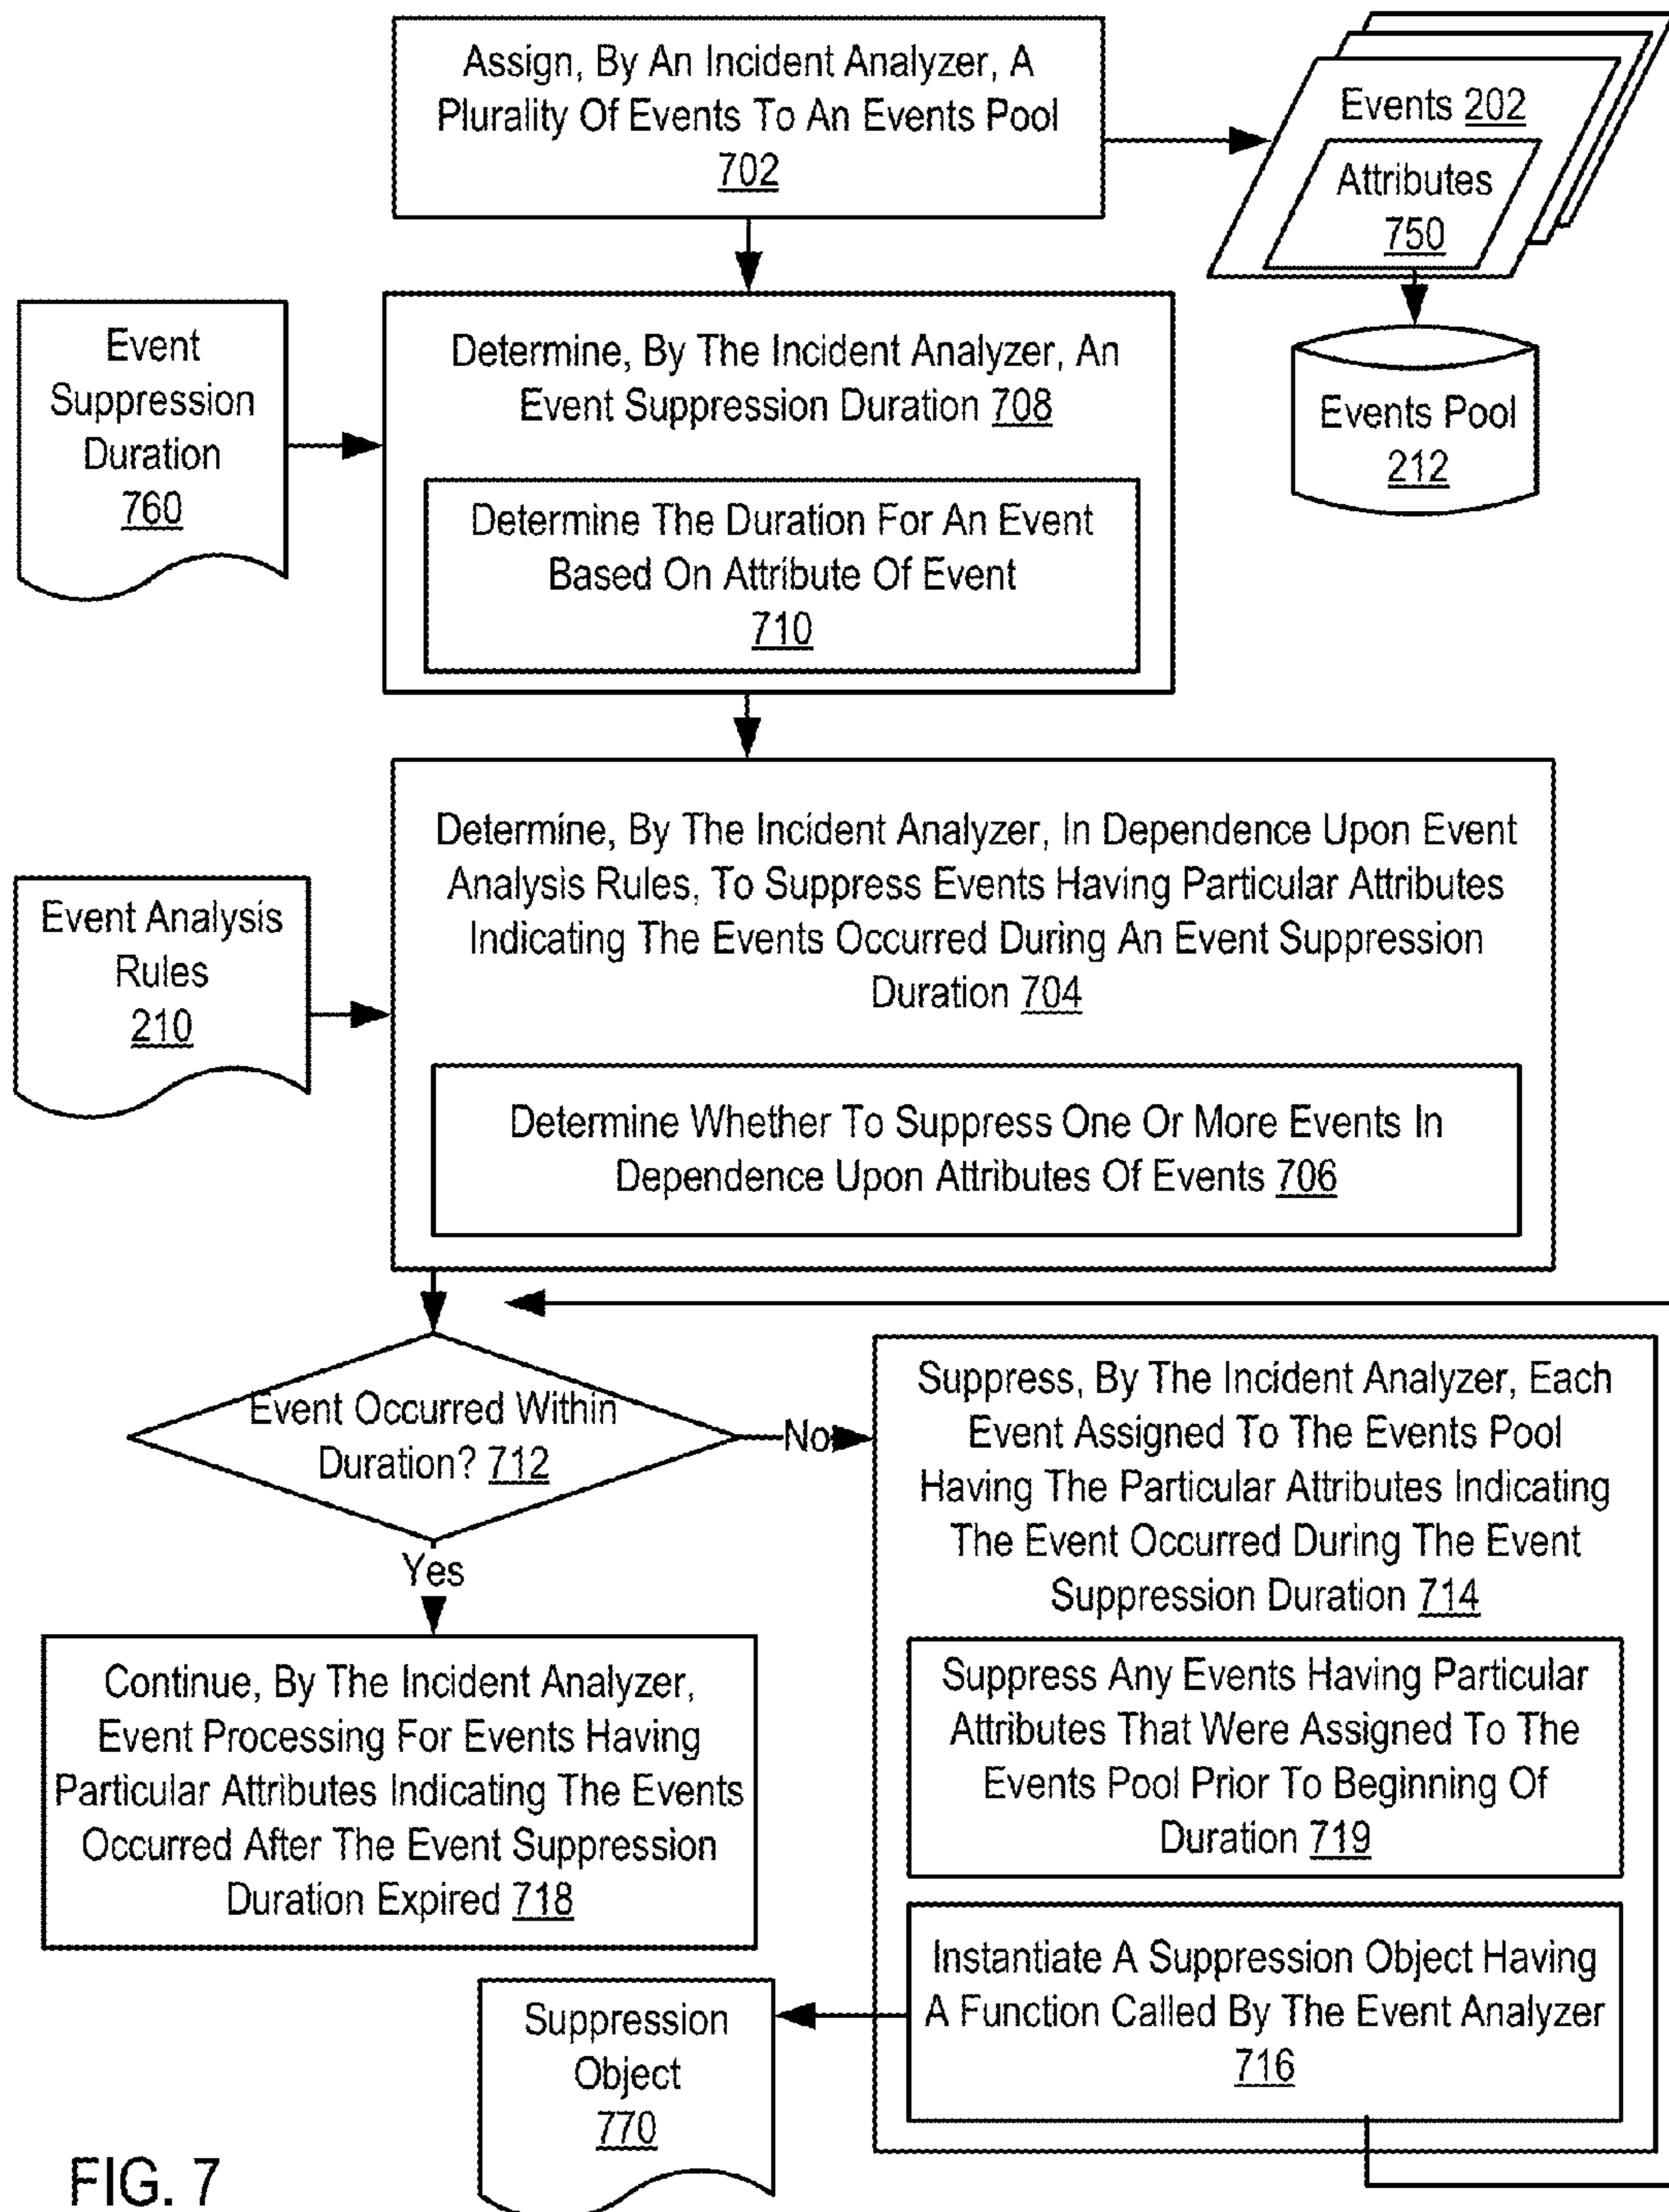 Assign, By An Incident Analyzer, A
Plurality Of Events To An Events Pool
702
Events 202
Attributes
750
Event
Suppression
Duration
760
Determine, By The Incident Analyzer, An
Event Suppression Duration 708
Determine The Duration For An Event
Based On Attribute Of Event
710
Events Pool
212
Event Analysis
Rules
210
Determine, By The Incident Analyzer, In Dependence Upon Event
Analysis Rules, To Suppress Events Having Particular Attributes
Indicating The Events Occurred During An Event Suppression
Duration 704
Determine Whether To Suppress One Or More Events In
Dependence Upon Attributes Of Events 706
Event Occurred Within
Duration? 712
No
Yes
Suppress, By The Incident Analyzer, Each
Event Assigned To The Events Pool
Having The Particular Attributes Indicating
The Event Occurred During The Event
Suppression Duration 714
Suppress Any Events Having Particular
Attributes That Were Assigned To The
Events Pool Prior To Beginning Of
Duration 719
Instantiate A Suppression Object Having
A Function Called By The Event Analyzer
716
Continue, By The Incident Analyzer,
Event Processing For Events Having
Particular Attributes Indicating The Events
Occurred After The Event Suppression
Duration Expired 718
Suppression
Object
770
FIG. 7